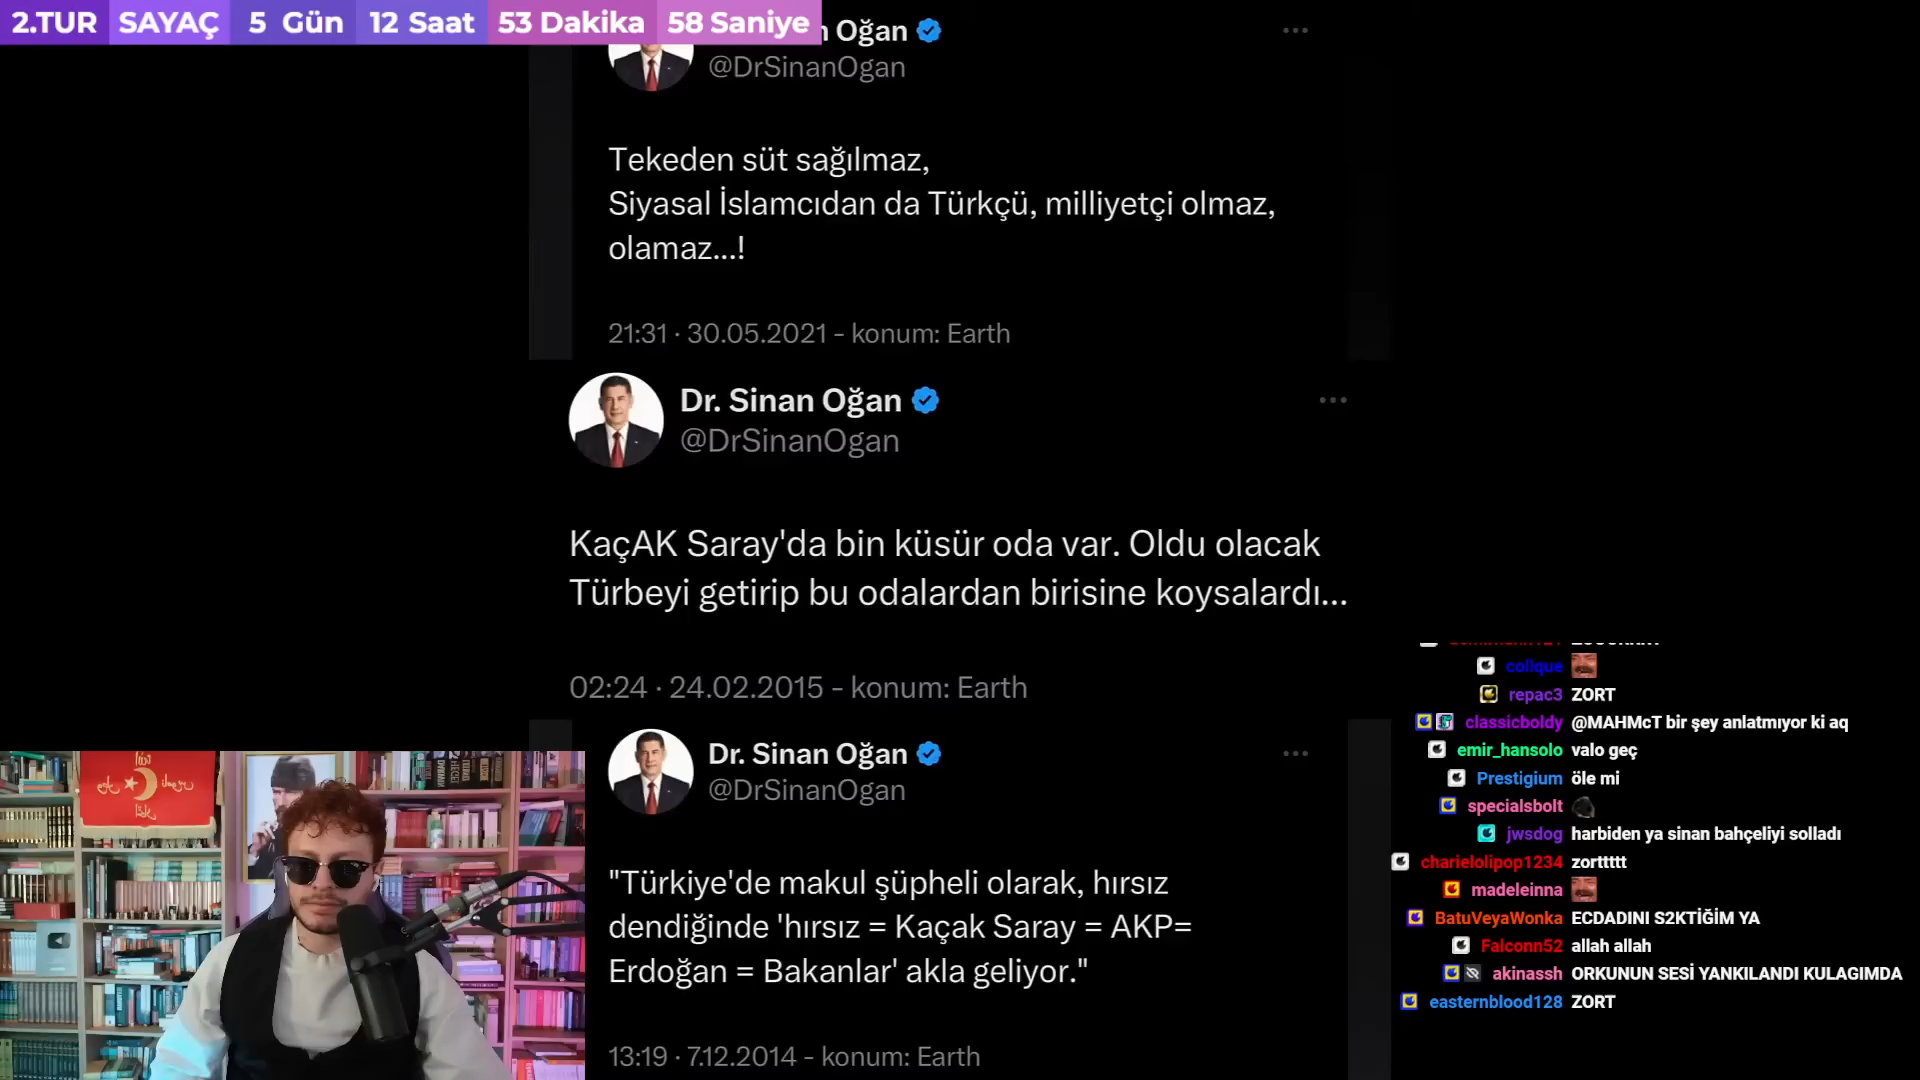 2.TUR SAYAÇ 5 Gün 12 Saat 53 Dakika 58 Saniye
Oğan
@DrSinanOgan
Tekeden süt sağılmaz,
Siyasal İslamcıdan da Türkçü, milliyetçi olmaz,
olamaz...!
21:31 · 30.05.2021 - konum: Earth
Dr. Sinan Oğan
@DrSinanOgan
KaçAK Saray'da bin küsür oda var. Oldu olacak
Türbeyi getirip bu odalardan birisine koysalardı...
02:24 · 24.02.2015 - konum: Earth
Dr. Sinan Oğan
@DrSinanOgan
"Türkiye'de makul şüpheli olarak, hırsız
dendiğinde 'hırsız = Kaçak Saray = AKP=
Erdoğan = Bakanlar' akla geliyor."
13:19 · 7.12.2014 - konum: Earth
collque
repac3 ZORT
classicboldy @MAHMcT bir şey anlatmıyor ki aq
emir_hansolo valo geç
Prestigium öle mi
specialsbolt
jwsdog harbiden ya sinan bahçeliyi solladı
charielolipop1234 zorttttt
madeleinna
BatuVeyaWonka ECDADINI S2KTİĞİM YA
Falconn52 allah allah
akinassh ORKUNUN SESİ YANKILANDI KULAGIMDA
easternblood128 ZORT